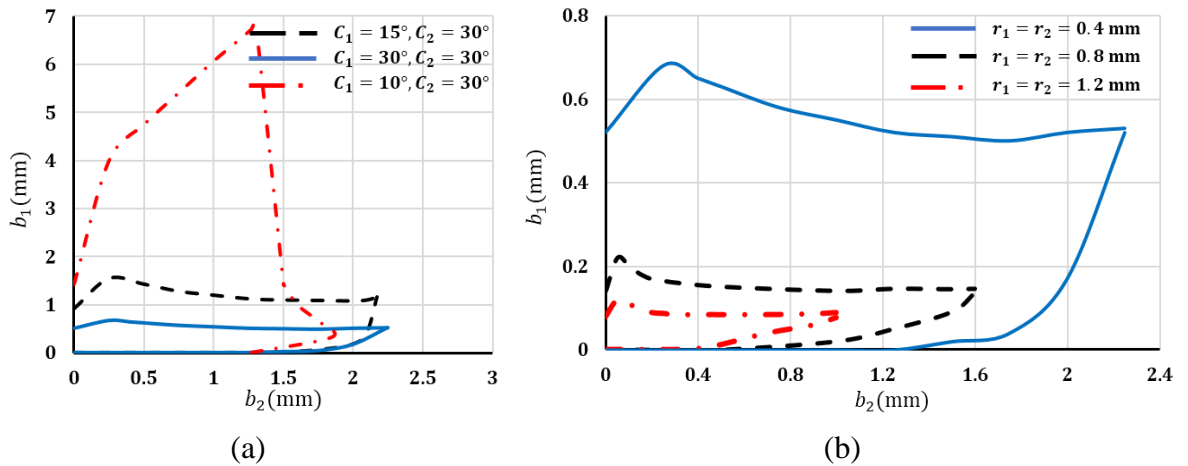 7
6
5
4
3
2
1
0
b₁(mm)
0 0.5 1 1.5 2 2.5 3
b₂(mm)
C₁ = 15°, C₂ = 30°
C₁ = 30°, C₂ = 30°
C₁ = 10°, C₂ = 30°
(a)
0.8
0.6
0.4
0.2
0
b₁(mm)
0 0.4 0.8 1.2 1.6 2 2.4
b₂(mm)
r₁ = r₂ = 0.4 mm
r₁ = r₂ = 0.8 mm
r₁ = r₂ = 1.2 mm
(b)